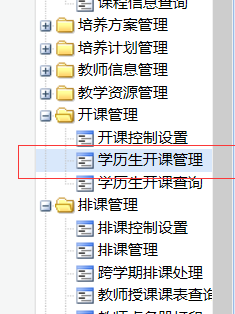 课程信息查询
培养方案管理
培养计划管理
教师信息管理
教学资源管理
开课管理
开课控制设置
学历生开课管理
学历生开课查询
排课管理
排课控制设置
排课管理
跨学期排课处理
教师授课课表查询